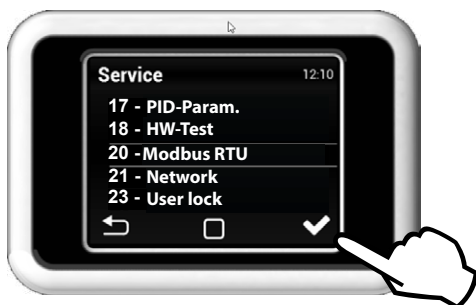 Service 12:10
17 - PID-Param.
18 - HW-Test
20 -Modbus RTU
21 - Network
23 - User lock